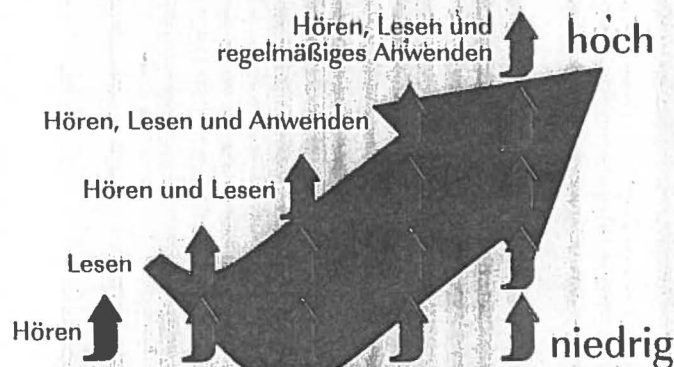 Hören, Lesen und
regelmäßiges Anwenden
hoch
Hören, Lesen und Anwenden
Hören und Lesen
Lesen
Hören
niedrig